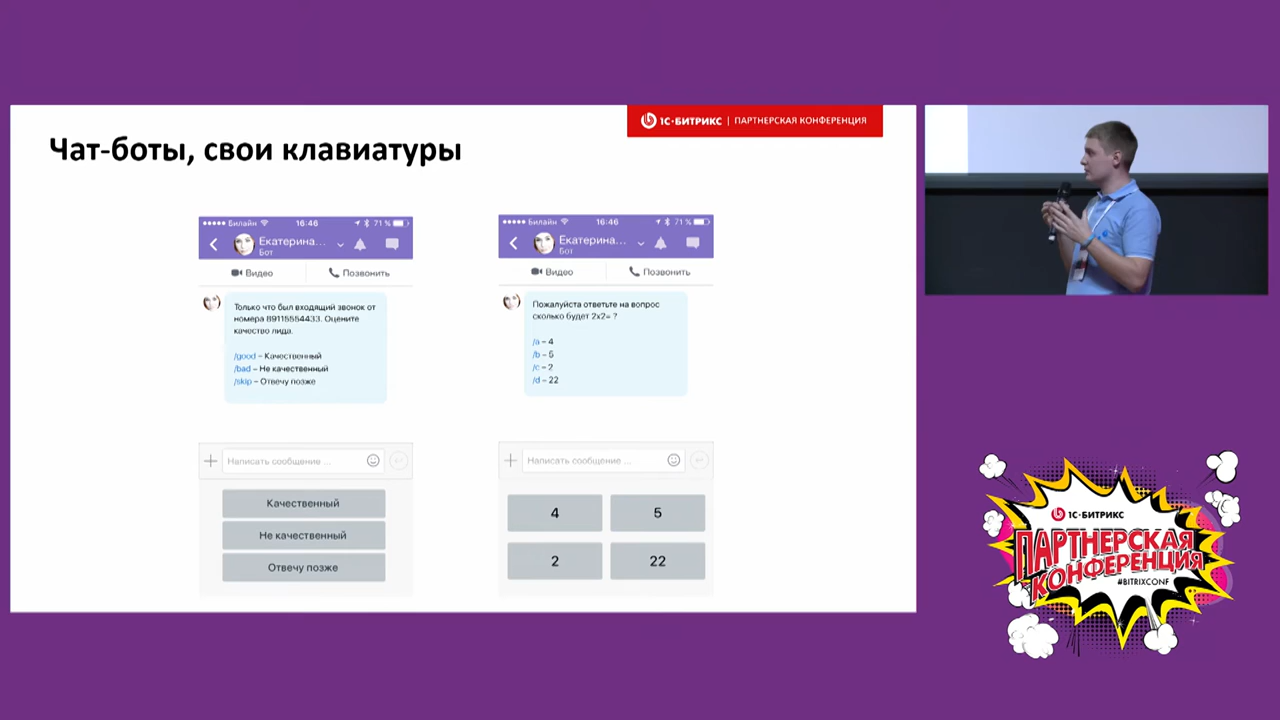 1С-БИТРИКС | ПАРТНЕРСКАЯ КОНФЕРЕНЦИЯ
Чат-боты, свои клавиатуры
Билайн 16:46 71 %
Екатерина...
Бот
Видео Позвонить
Только что был входящий звонок от
номера 89115554433. Оцените
качество лида.
/good – Качественный
/bad – Не качественный
/skip – Отвечу позже
Написать сообщение ...
Качественный
Не качественный
Отвечу позже
Билайн 16:46 71 %
Екатерина...
Бот
Видео Позвонить
Пожалуйста ответьте на вопрос
сколько будет 2x2= ?
/a – 4
/b – 5
/c – 2
/d – 22
Написать сообщение ...
4 5
2 22
1С-БИТРИКС
ПАРТНЕРСКАЯ
КОНФЕРЕНЦИЯ
#BITRIXCONF